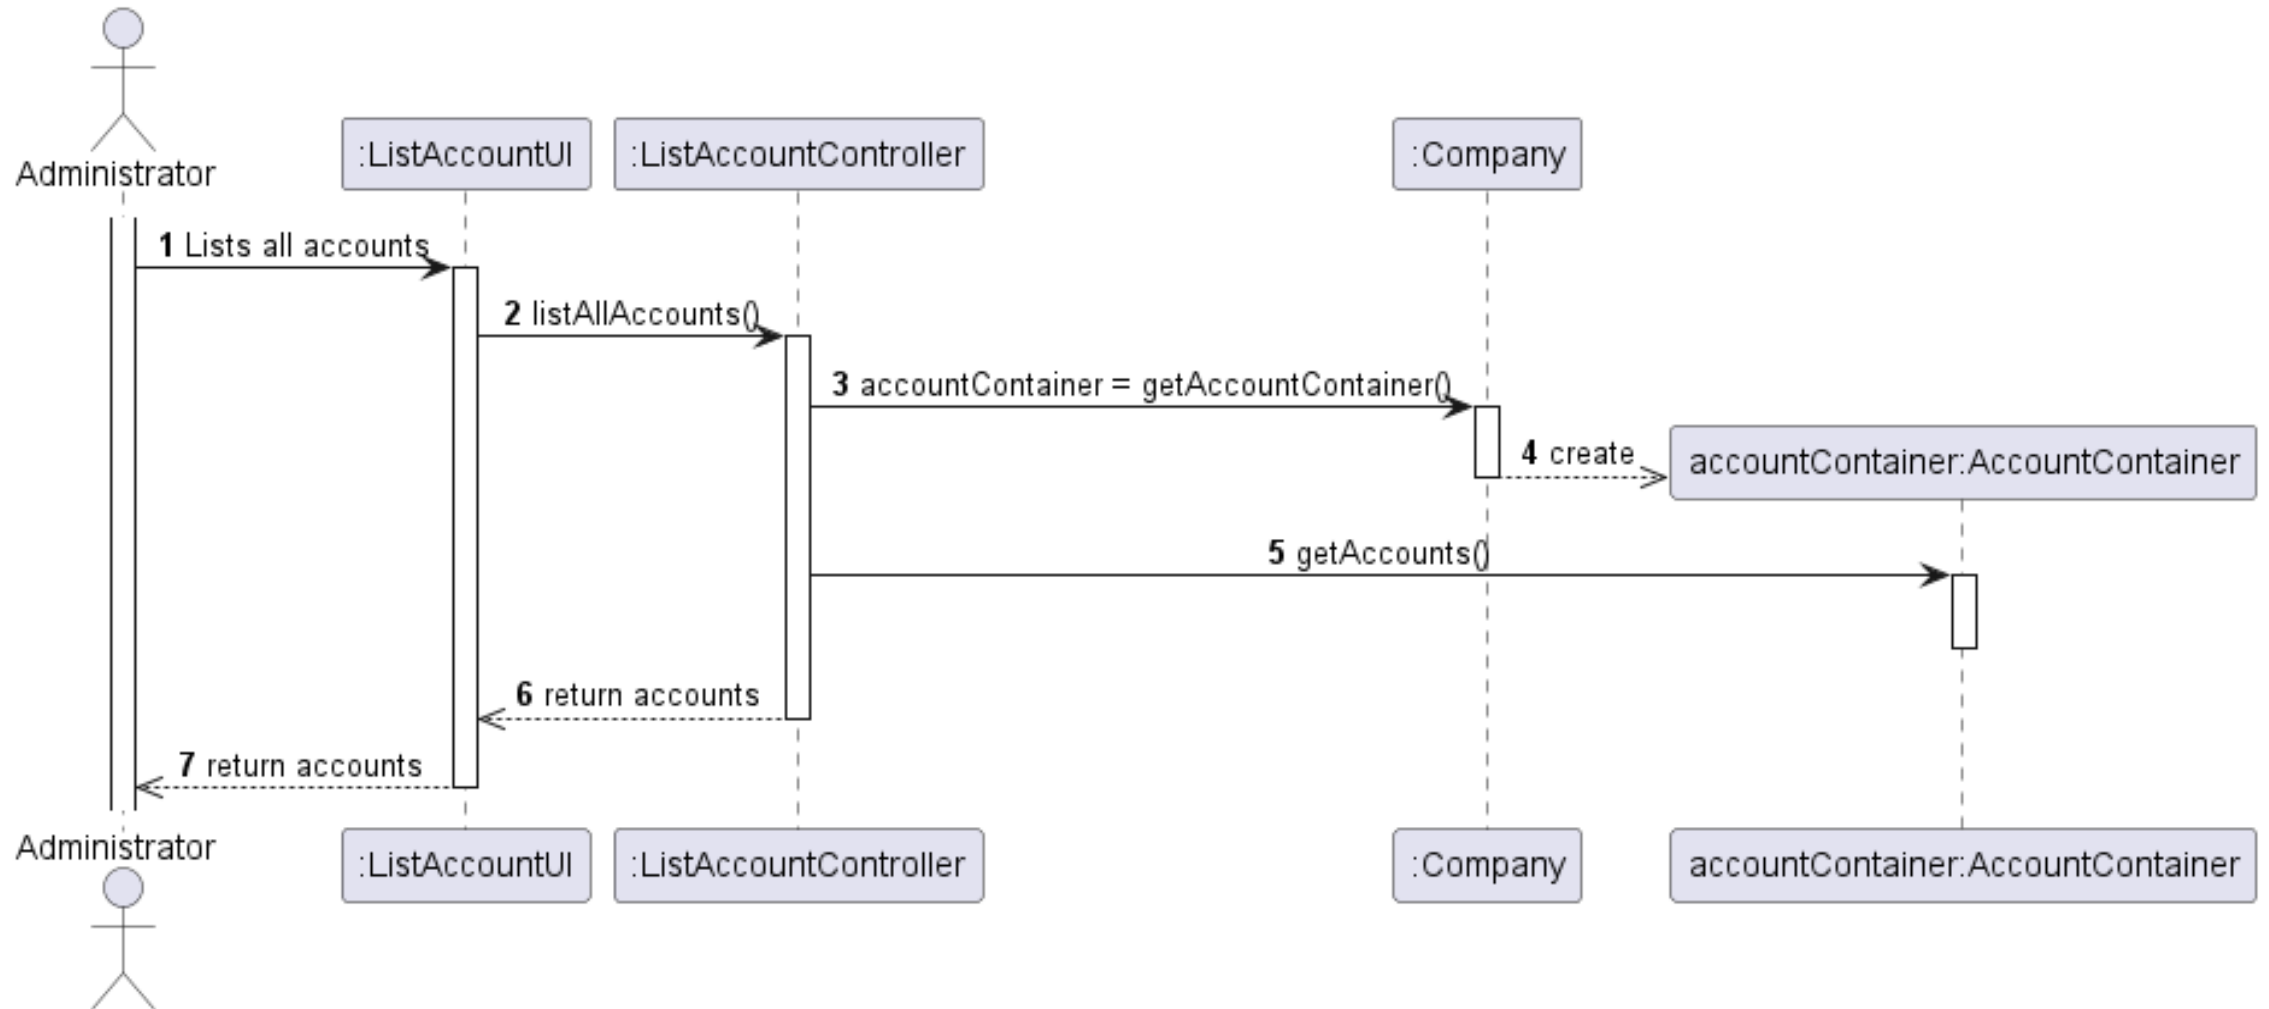 Administrator
:ListAccountUI
:ListAccountController
:Company
1 Lists all accounts
2 listAllAccounts()
3 accountContainer = getAccountContainer()
4 create
accountContainer:AccountContainer
5 getAccounts()
6 return accounts
7 return accounts
Administrator
:ListAccountUI
:ListAccountController
:Company
accountContainer:AccountContainer